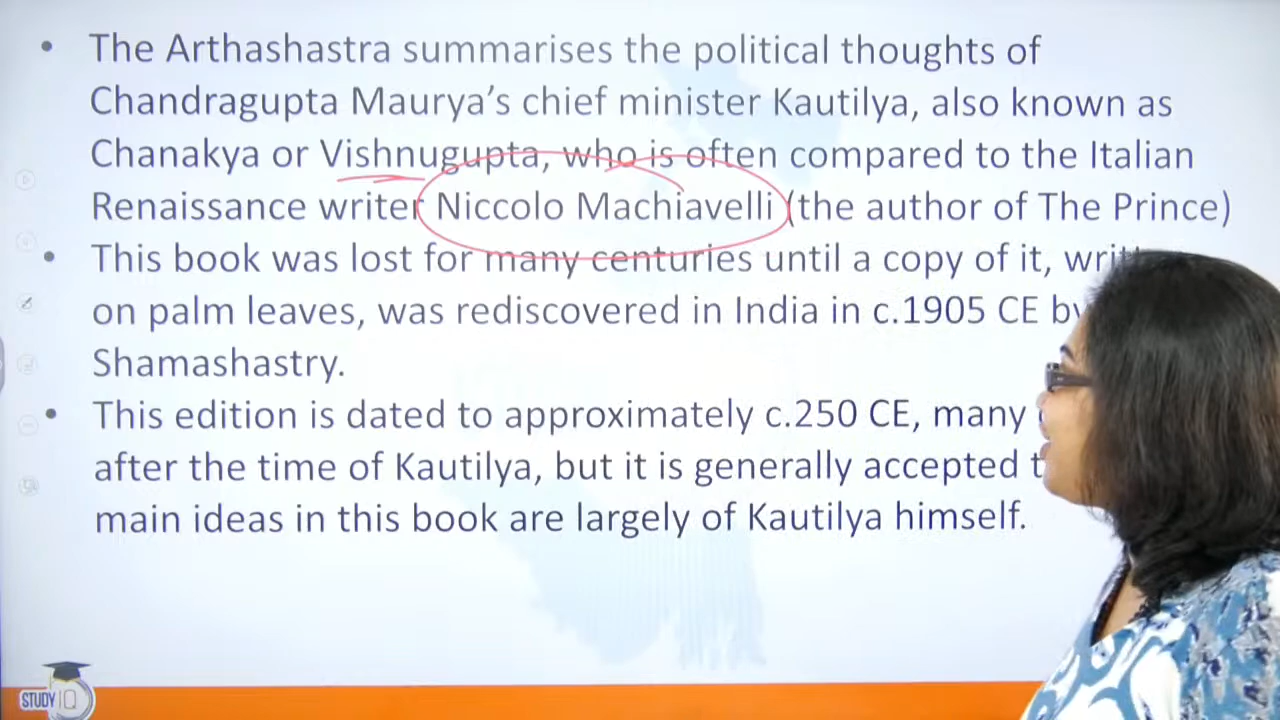 • The Arthashastra summarises the political thoughts of
Chandragupta Maurya's chief minister Kautilya, also known as
Chanakya or Vishnugupta, who is often compared to the Italian
Renaissance writer Niccolo Machiavelli (the author of The Prince)
• This book was lost for many centuries until a copy of it,
on palm leaves, was rediscovered in India in c.1905 CE
Shamashastry.
• This edition is dated to approximately c.250 CE, many
after the time of Kautilya, but it is generally accepted
main ideas in this book are largely of Kautilya himself.
STUDY IQ